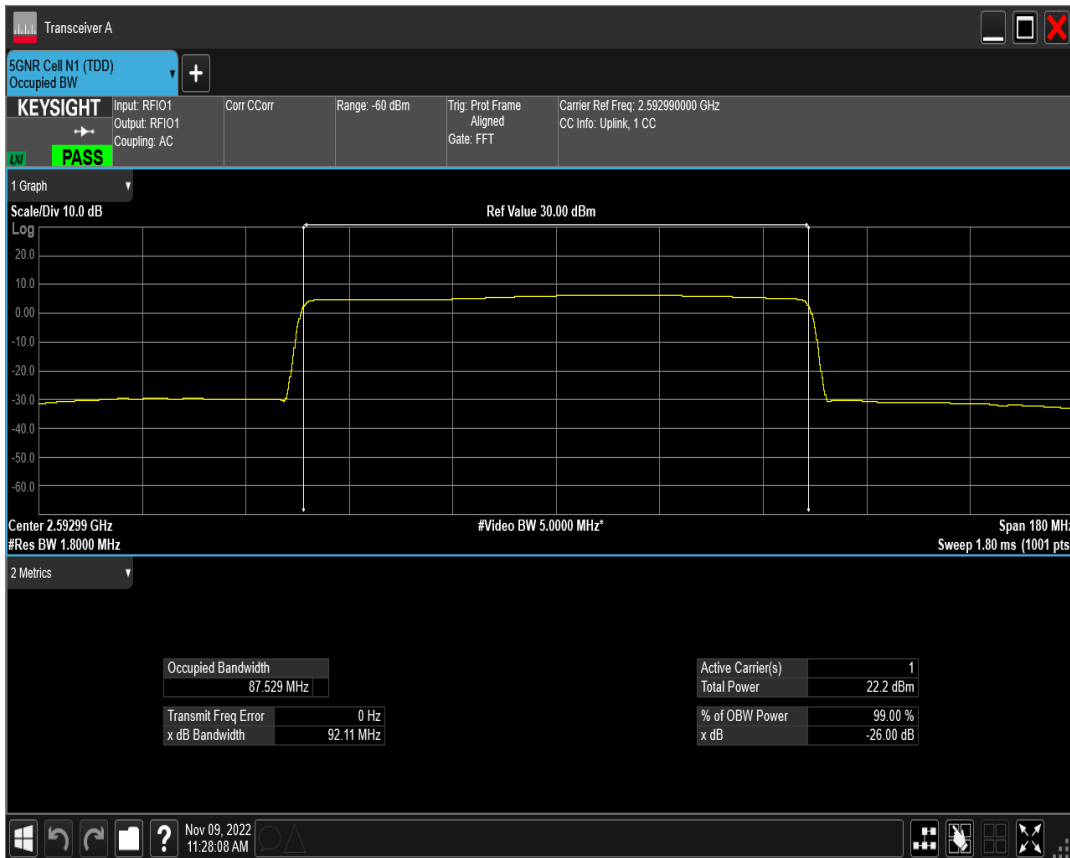 Transceiver A
5GNR Cell N1 (TDD)
Occupied BW
+
KEYSIGHT
LXI
PASS
Input: RFIO1
Output: RFIO1
Coupling: AC
Corr CCorr
Range: -60 dBm
Trig: Prot Frame
Aligned
Gate: FFT
Carrier Ref Freq: 2.592990000 GHz
CC Info: Uplink, 1 CC
1 Graph
Scale/Div 10.0 dB
Ref Value 30.00 dBm
Log
20.0
10.0
0.00
-10.0
-20.0
-30.0
-40.0
-50.0
-60.0
Center 2.59299 GHz
#Video BW 5.0000 MHz*
Span 180 MHz
#Res BW 1.8000 MHz
Sweep 1.80 ms (1001 pts
2 Metrics
Occupied Bandwidth
87.529 MHz
Transmit Freq Error 0 Hz
x dB Bandwidth 92.11 MHz
Active Carrier(s) 1
Total Power 22.2 dBm
% of OBW Power 99.00 %
x dB -26.00 dB
?
Nov 09, 2022
11:28:08 AM